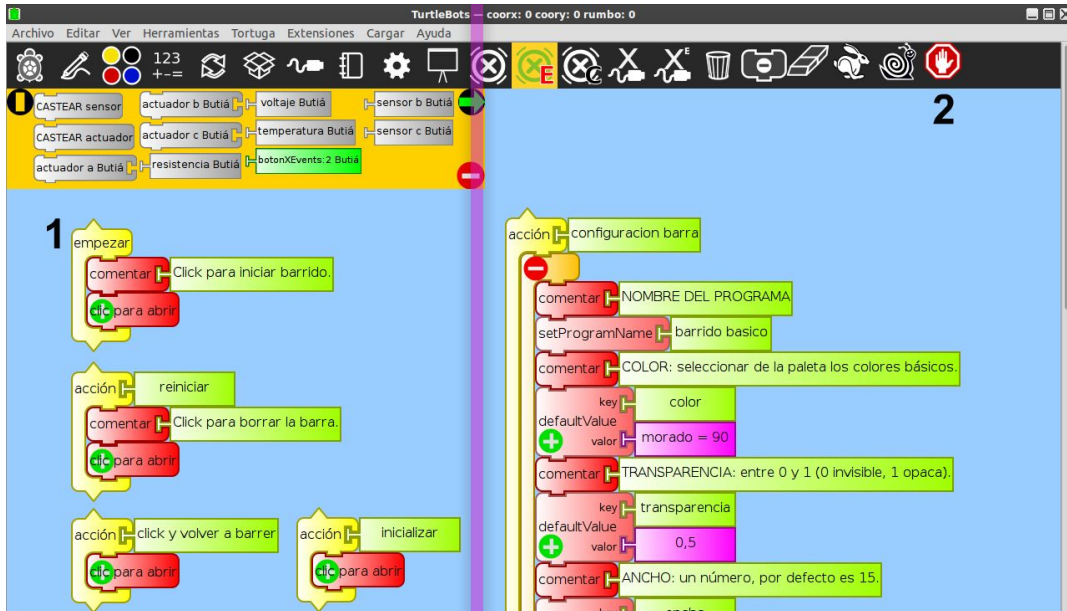 TurtleBots — coorx: 0 coory: 0 rumbo: 0
Archivo Editar Ver Herramientas Tortuga Extensiones Cargar Ayuda
123
+-=
E
C
E
2
CASTEAR sensor
actuador b Butiá
voltaje Butiá
sensor b Butiá
CASTEAR actuador
actuador c Butiá
temperatura Butiá
sensor c Butiá
actuador a Butiá
resistencia Butiá
botonXEvents:2 Butiá
1
empezar
comentar Click para iniciar barrido.
clic para abrir
acción reiniciar
comentar Click para borrar la barra.
clic para abrir
acción click y volver a barrer
clic para abrir
acción inicializar
clic para abrir
acción configuracion barra
comentar NOMBRE DEL PROGRAMA
setProgramName barrido basico
comentar COLOR: seleccionar de la paleta los colores básicos.
key color
defaultValue
valor morado = 90
comentar TRANSPARENCIA: entre 0 y 1 (0 invisible, 1 opaca).
key transparencia
defaultValue
valor 0,5
comentar ANCHO: un número, por defecto es 15.